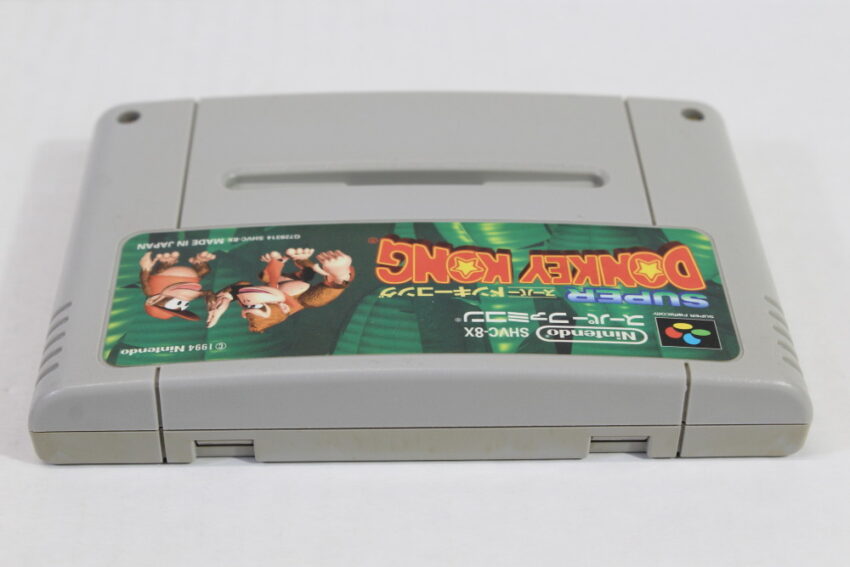 SUPER
スーパードンキーコング
DONKEY KONG®
SUPER FAMICOM
Nintendo®
スーパーファミコン®
SHVC-8X
© 1994 Nintendo
G728314 SHVC-8X MADE IN JAPAN